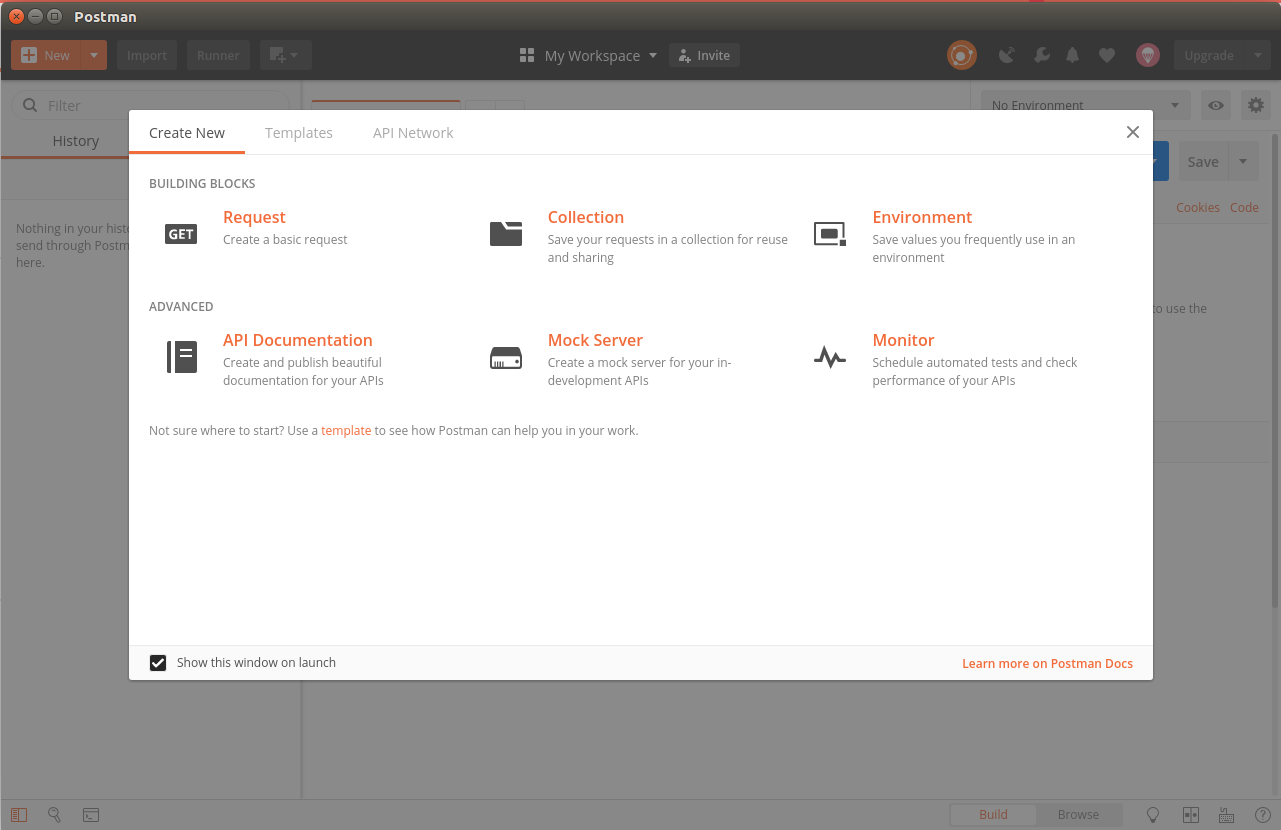 Postman
New
Import
Runner
My Workspace
Invite
Upgrade
Filter
No Environment
History
Save
Cookies
Code
Nothing in your
send through
here.
to use the
Create New
Templates
API Network
BUILDING BLOCKS
GET
Request
Create a basic request
Collection
Save your requests in a collection for reuse
and sharing
Environment
Save values you frequently use in an
environment
ADVANCED
API Documentation
Create and publish beautiful
documentation for your APIs
Mock Server
Create a mock server for your in-
development APIs
Monitor
Schedule automated tests and check
performance of your APIs
Not sure where to start? Use a template to see how Postman can help you in your work.
Show this window on launch
Learn more on Postman Docs
Build
Browse